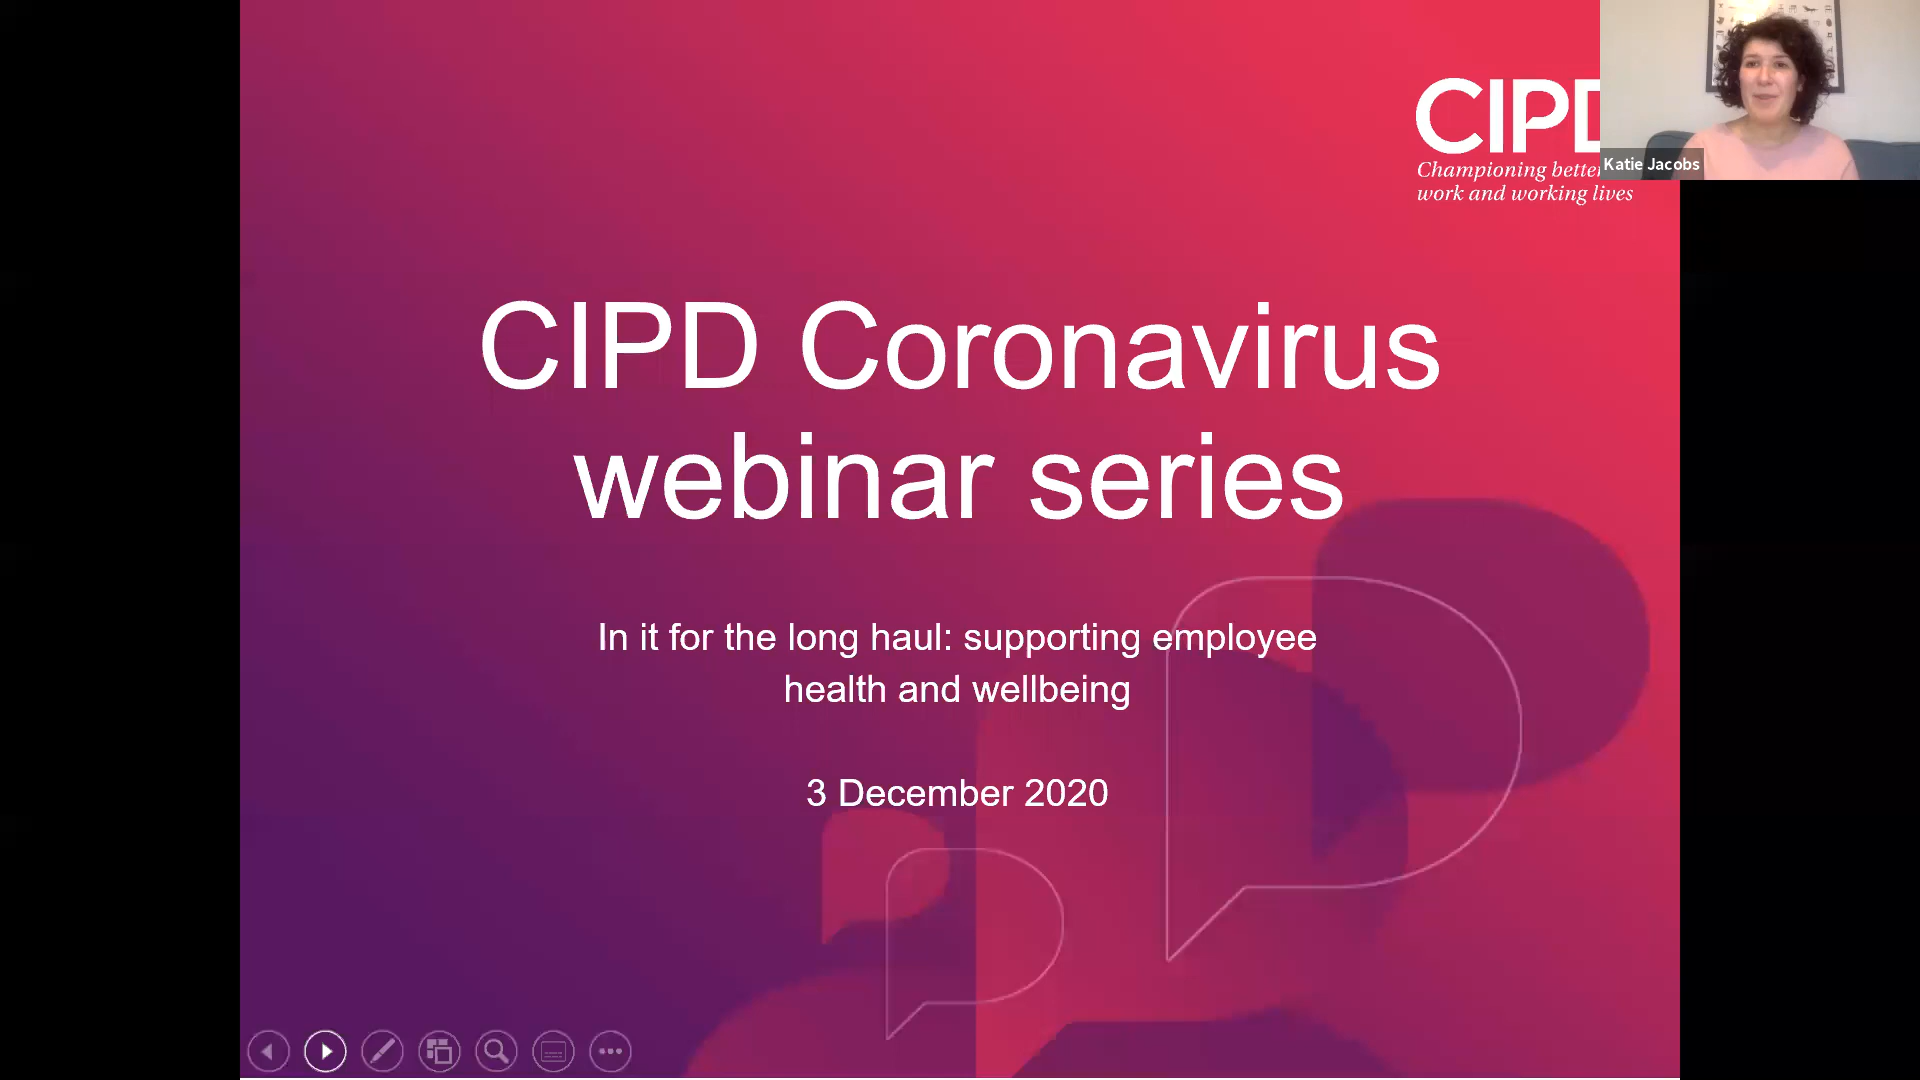 CIPD
Championing better
work and working lives
Katie Jacobs
CIPD Coronavirus
webinar series
In it for the long haul: supporting employee
health and wellbeing
3 December 2020